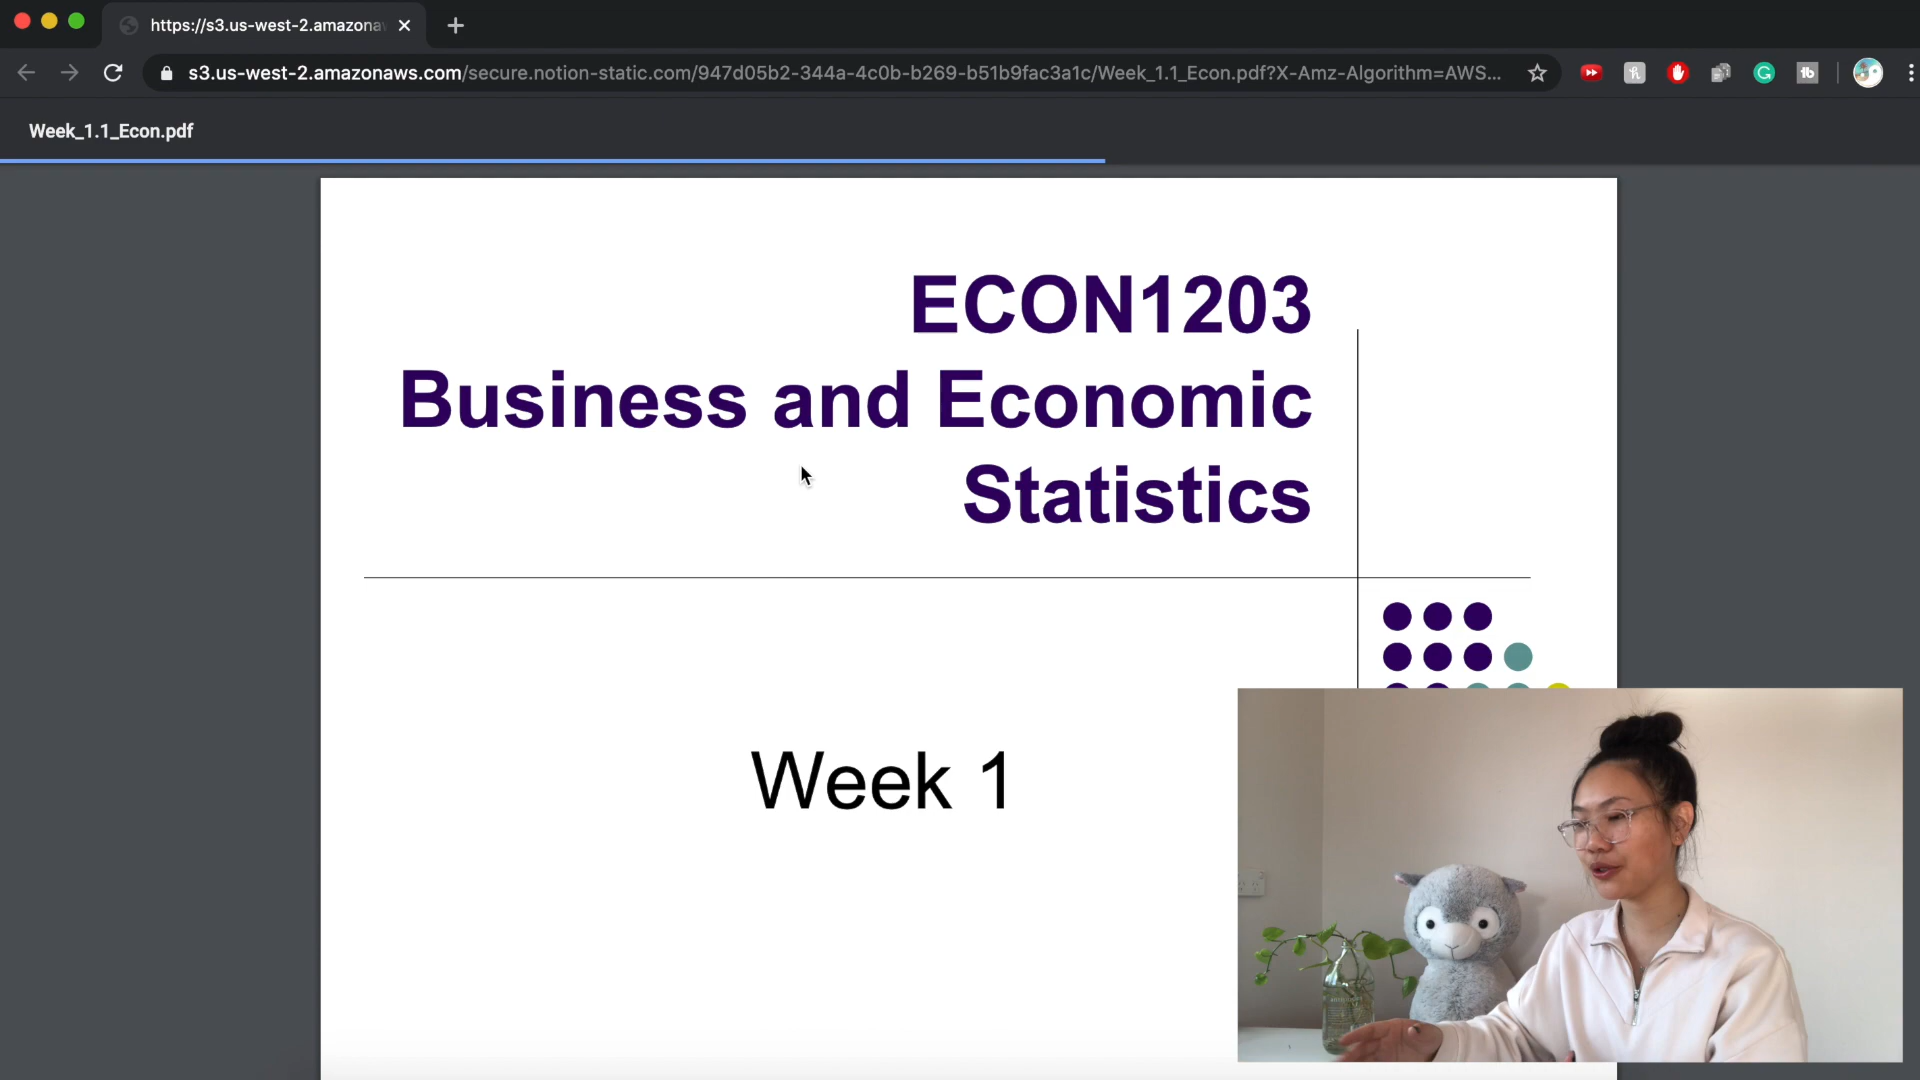 https://s3.us-west-2.amazona
s3.us-west-2.amazonaws.com/secure.notion-static.com/947d05b2-344a-4c0b-b269-b51b9fac3a1c/Week_1.1_Econ.pdf?X-Amz-Algorithm=AWS...
Week_1.1_Econ.pdf
ECON1203
Business and Economic
Statistics
Week 1